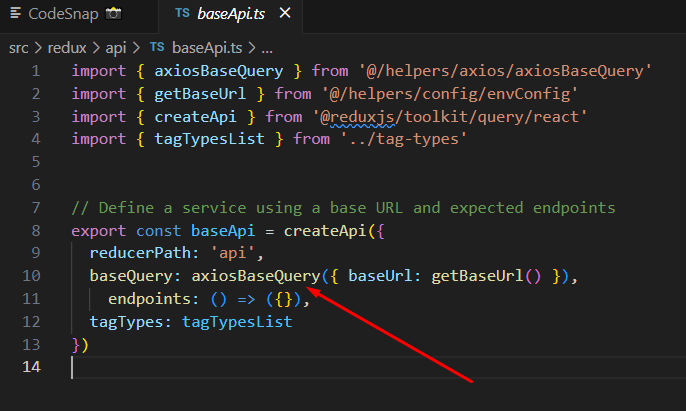 CodeSnap 📸
TS baseApi.ts ×
src > redux > api > TS baseApi.ts > ...
1 import { axiosBaseQuery } from '@/helpers/axios/axiosBaseQuery'
2 import { getBaseUrl } from '@/helpers/config/envConfig'
3 import { createApi } from '@reduxjs/toolkit/query/react'
4 import { tagTypesList } from '../tag-types'
5
6
7 // Define a service using a base URL and expected endpoints
8 export const baseApi = createApi({
9   reducerPath: 'api',
10   baseQuery: axiosBaseQuery({ baseUrl: getBaseUrl() }),
11     endpoints: () => ({}),
12   tagTypes: tagTypesList
13 })
14